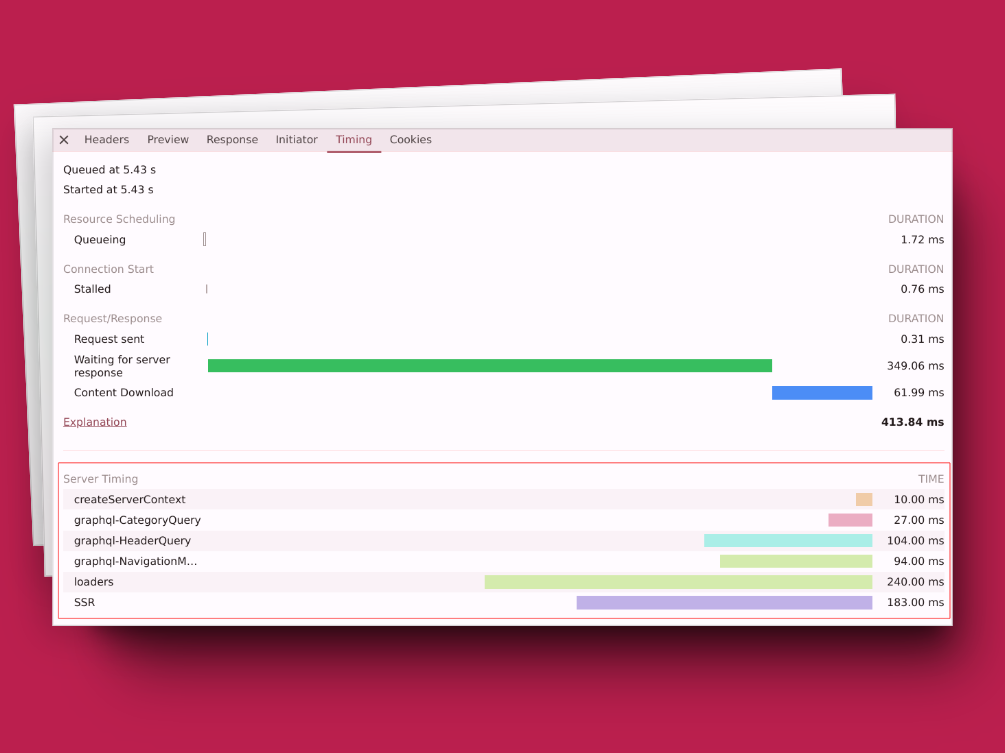 Headers Preview Response Initiator Timing Cookies
Queued at 5.43 s
Started at 5.43 s
Resource Scheduling DURATION
Queueing 1.72 ms
Connection Start DURATION
Stalled 0.76 ms
Request/Response DURATION
Request sent 0.31 ms
Waiting for server
response 349.06 ms
Content Download 61.99 ms
Explanation 413.84 ms
Server Timing TIME
createServerContext 10.00 ms
graphql-CategoryQuery 27.00 ms
graphql-HeaderQuery 104.00 ms
graphql-NavigationM... 94.00 ms
loaders 240.00 ms
SSR 183.00 ms